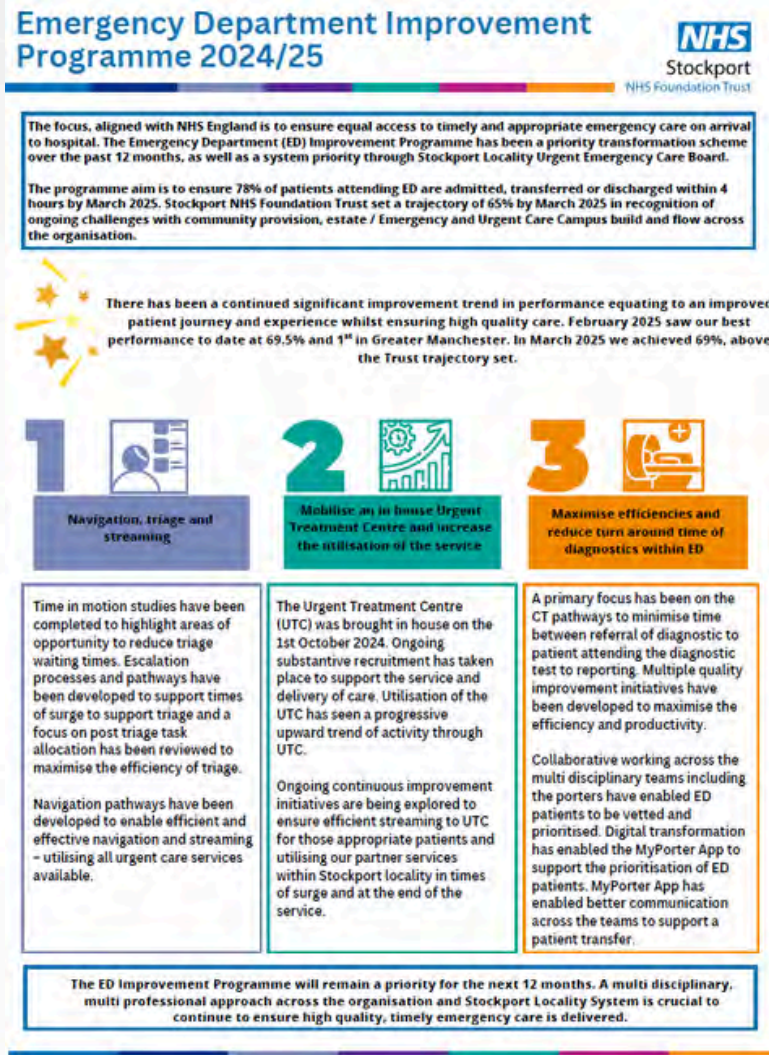 Emergency Department Improvement
Programme 2024/25
NHS
Stockport
NHS Foundation Trust
The focus, aligned with NHS England is to ensure equal access to timely and appropriate emergency care on arrival
to hospital. The Emergency Department (ED) Improvement Programme has been a priority transformation scheme
over the past 12 months, as well as a system priority through Stockport Locality Urgent Emergency Care Board.
The programme aim is to ensure 78% of patients attending ED are admitted, transferred or discharged within 4
hours by March 2025. Stockport NHS Foundation Trust set a trajectory of 65% by March 2025 in recognition of
ongoing challenges with community provision, estate / Emergency and Urgent Care Campus build and flow across
the organisation.
There has been a continued significant improvement trend in performance equating to an improved
patient journey and experience whilst ensuring high quality care. February 2025 saw our best
performance to date at 69.5% and 1st in Greater Manchester. In March 2025 we achieved 69%, above
the Trust trajectory set.
1
Navigation, triage and
streaming
Time in motion studies have been
completed to highlight areas of
opportunity to reduce triage
waiting times. Escalation
processes and pathways have
been developed to support times
of surge to support triage and a
focus on post triage task
allocation has been reviewed to
maximise the efficiency of triage.
Navigation pathways have been
developed to enable efficient and
effective navigation and streaming
– utilising all urgent care services
available.
2
Mobilise an in house Urgent
Treatment Centre and increase
the utilisation of the service
The Urgent Treatment Centre
(UTC) was brought in house on the
1st October 2024. Ongoing
substantive recruitment has taken
place to support the service and
delivery of care. Utilisation of the
UTC has seen a progressive
upward trend of activity through
UTC.
Ongoing continuous improvement
initiatives are being explored to
ensure efficient streaming to UTC
for those appropriate patients and
utilising our partner services
within Stockport locality in times
of surge and at the end of the
service.
3
Maximise efficiencies and
reduce turn around time of
diagnostics within ED
A primary focus has been on the
CT pathways to minimise time
between referral of diagnostic to
patient attending the diagnostic
test to reporting. Multiple quality
improvement initiatives have
been developed to maximise the
efficiency and productivity.
Collaborative working across the
multi disciplinary teams including
the porters have enabled ED
patients to be vetted and
prioritised. Digital transformation
has enabled the MyPorter App to
support the prioritisation of ED
patients. MyPorter App has
enabled better communication
across the teams to support a
patient transfer.
The ED Improvement Programme will remain a priority for the next 12 months. A multi disciplinary,
multi professional approach across the organisation and Stockport Locality System is crucial to
continue to ensure high quality, timely emergency care is delivered.